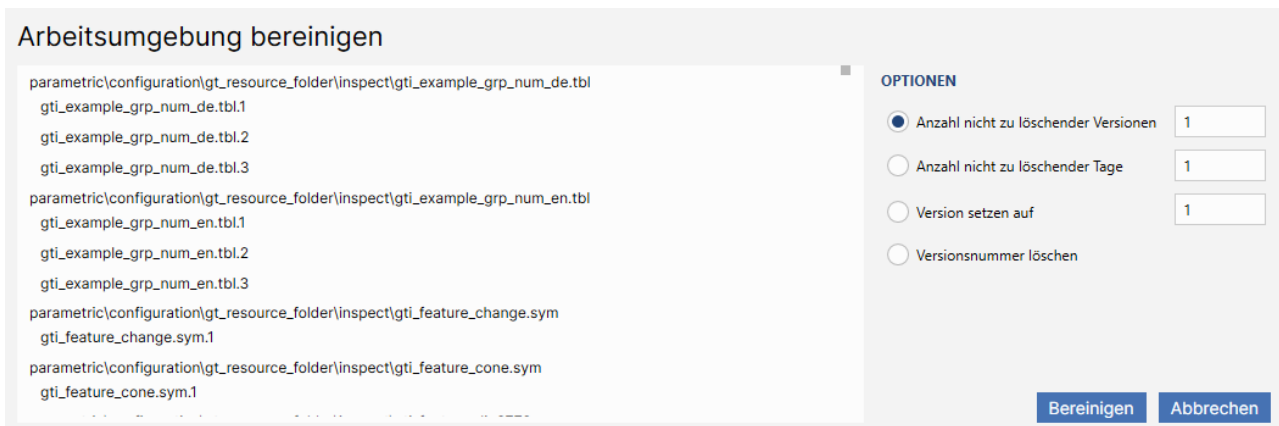 Arbeitsumgebung bereinigen
parametric\configuration\gt_resource_folder\inspect\gti_example_grp_num_de.tbl
gti_example_grp_num_de.tbl.1
gti_example_grp_num_de.tbl.2
gti_example_grp_num_de.tbl.3
parametric\configuration\gt_resource_folder\inspect\gti_example_grp_num_en.tbl
gti_example_grp_num_en.tbl.1
gti_example_grp_num_en.tbl.2
gti_example_grp_num_en.tbl.3
parametric\configuration\gt_resource_folder\inspect\gti_feature_change.sym
gti_feature_change.sym.1
parametric\configuration\gt_resource_folder\inspect\gti_feature_cone.sym
gti_feature_cone.sym.1
OPTIONEN
Anzahl nicht zu löschender Versionen 1
Anzahl nicht zu löschender Tage 1
Version setzen auf 1
Versionsnummer löschen
Bereinigen Abbrechen